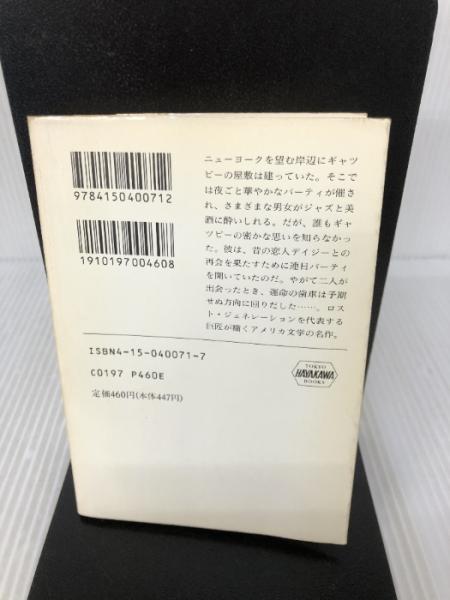 ニューヨークを望む岸辺にギャツ
ビーの屋敷は建っていた。そこで
は夜ごと華やかなパーティが催さ
れ、さまざまな男女がジャズと美
酒に酔いしれる。だが、誰もギャ
ツビーの密かな思いを知らなかっ
た。彼は、昔の恋人デイジーとの
再会を果たすために連日パーティ
を開いていたのだ。やがて二人が
出会ったとき、運命の歯車は予期
せぬ方向に回りだした……。ロス
ト・ジェネレーションを代表する
巨匠が描くアメリカ文学の名作。
9784150400712
1910197004608
ISBN4-15-040071-7
C0197 P460E
定価460円(本体447円)
TOKYO
HAYAKAWA
BOOKS